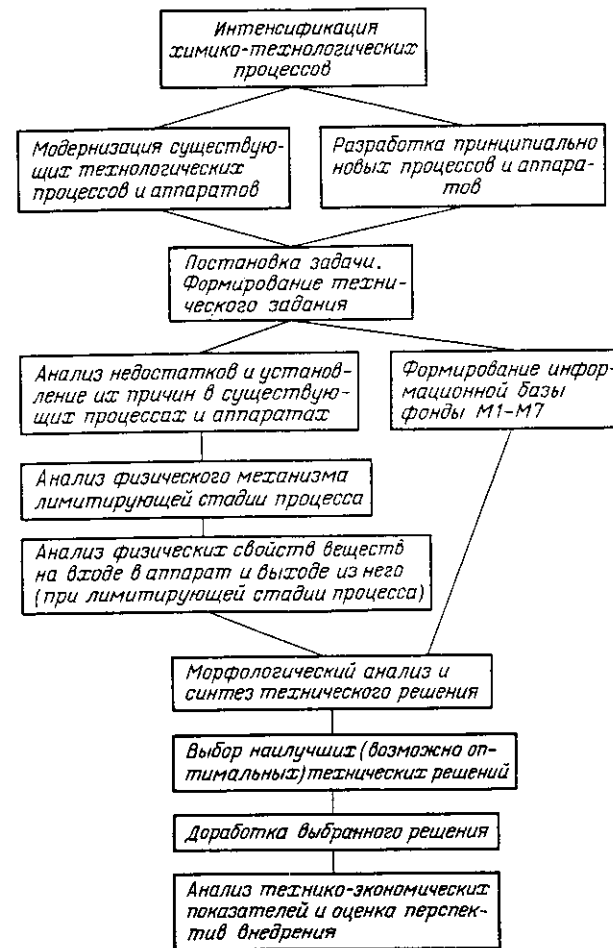 Интенсификация
химико-технологических
процессов
Модернизация существую-
щих технологических
процессов и аппаратов
Разработка принципиально
новых процессов и аппара-
тов
Постановка задачи.
Формирование техни-
ческого задания
Анализ недостатков и установ-
ление их причин в существую-
щих процессах и аппаратах
Формирование инфор-
мационной базы
фонды М1-М7
Анализ физического механизма
лимитирующей стадии процесса
Анализ физических свойств веществ
на входе в аппарат и выходе из него
(при лимитирующей стадии процесса)
Морфологический анализ и
синтез технического решения
Выбор наилучших (возможно оп-
тимальных) технических решений
Доработка выбранного решения
Анализ технико-экономических
показателей и оценка перспек-
тив внедрения